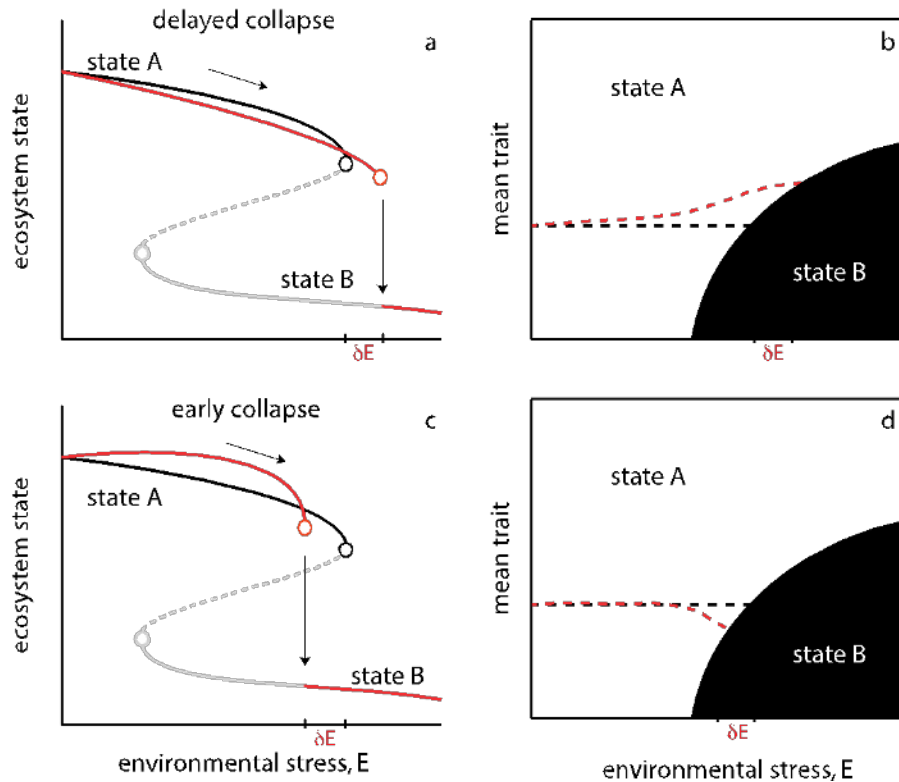 delayed collapse
a
state A
ecosystem state
state B
δE
b
state A
mean trait
state B
δE
early collapse
c
state A
ecosystem state
state B
δE
environmental stress, E
d
state A
mean trait
state B
δE
environmental stress, E